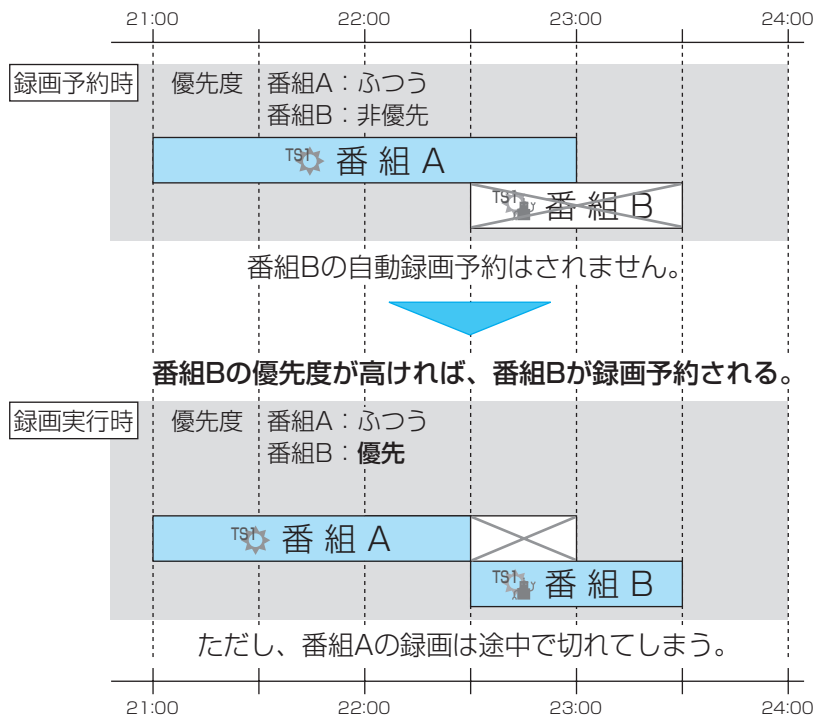 21:00 22:00 23:00 24:00
録画予約時 優先度 番組A：ふつう
番組B：非優先
TS1 番 組 A
TS1 番 組 B
番組Bの自動録画予約はされません。
番組Bの優先度が高ければ、番組Bが録画予約される。
録画実行時 優先度 番組A：ふつう
番組B：優先
TS1 番 組 A
TS1 番 組 B
ただし、番組Aの録画は途中で切れてしまう。
21:00 22:00 23:00 24:00